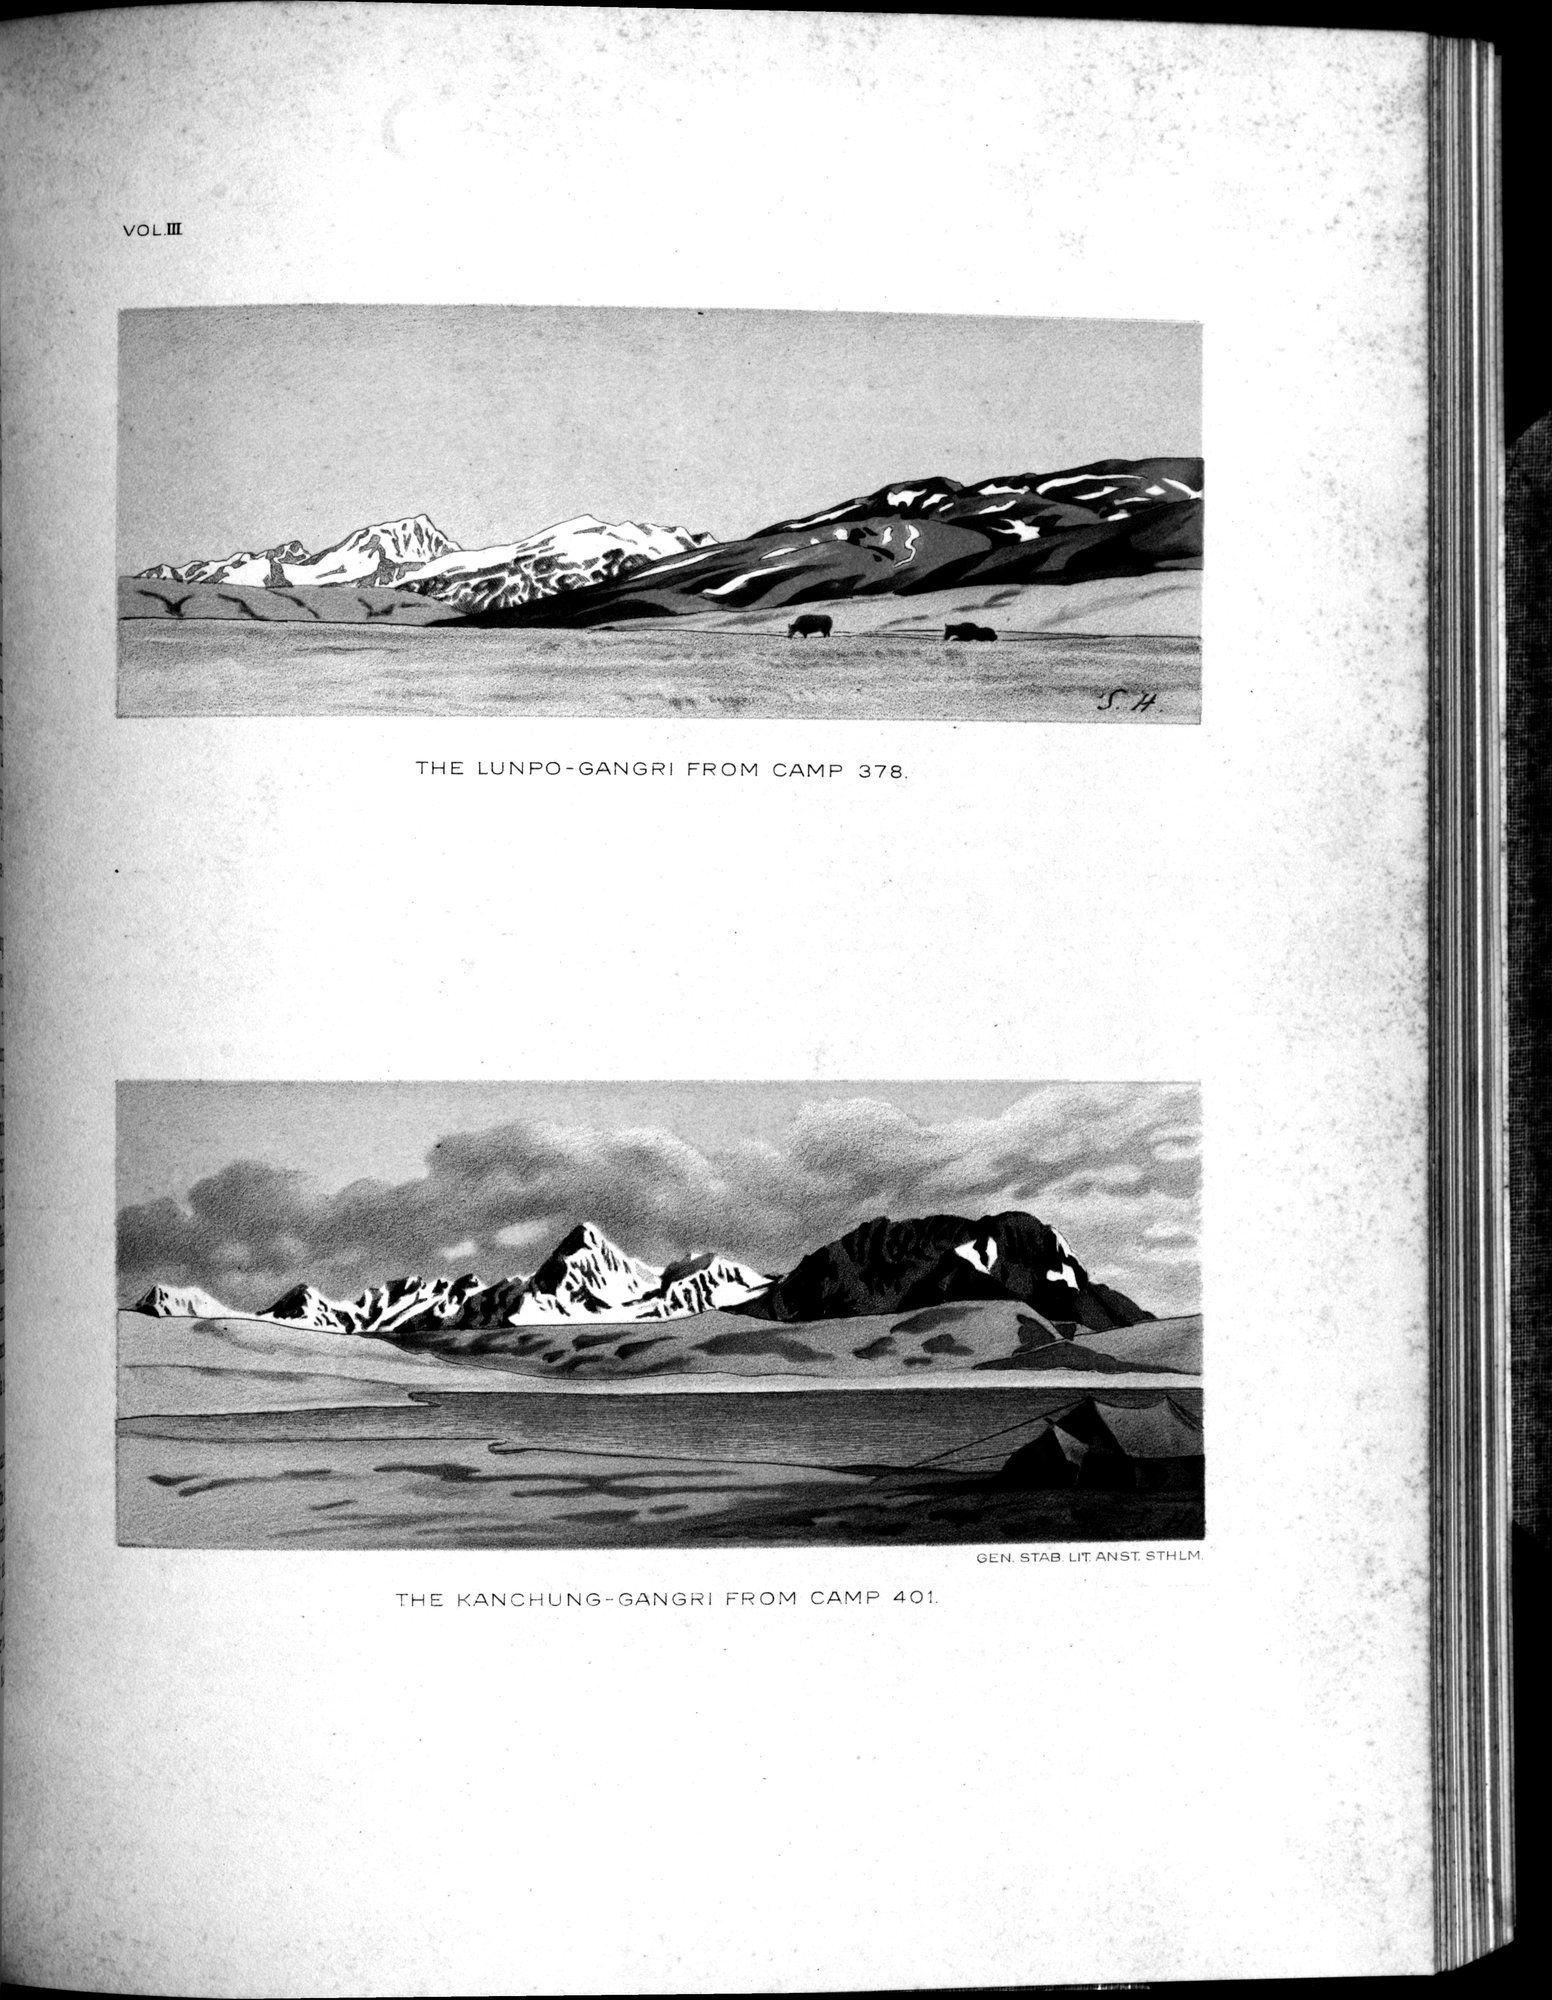 VOL.III
S. H.
THE LUNPO-GANGRI FROM CAMP 378.
GEN. STAB. LIT. ANST. STHLM.
THE KANCHUNG-GANGRI FROM CAMP 401.